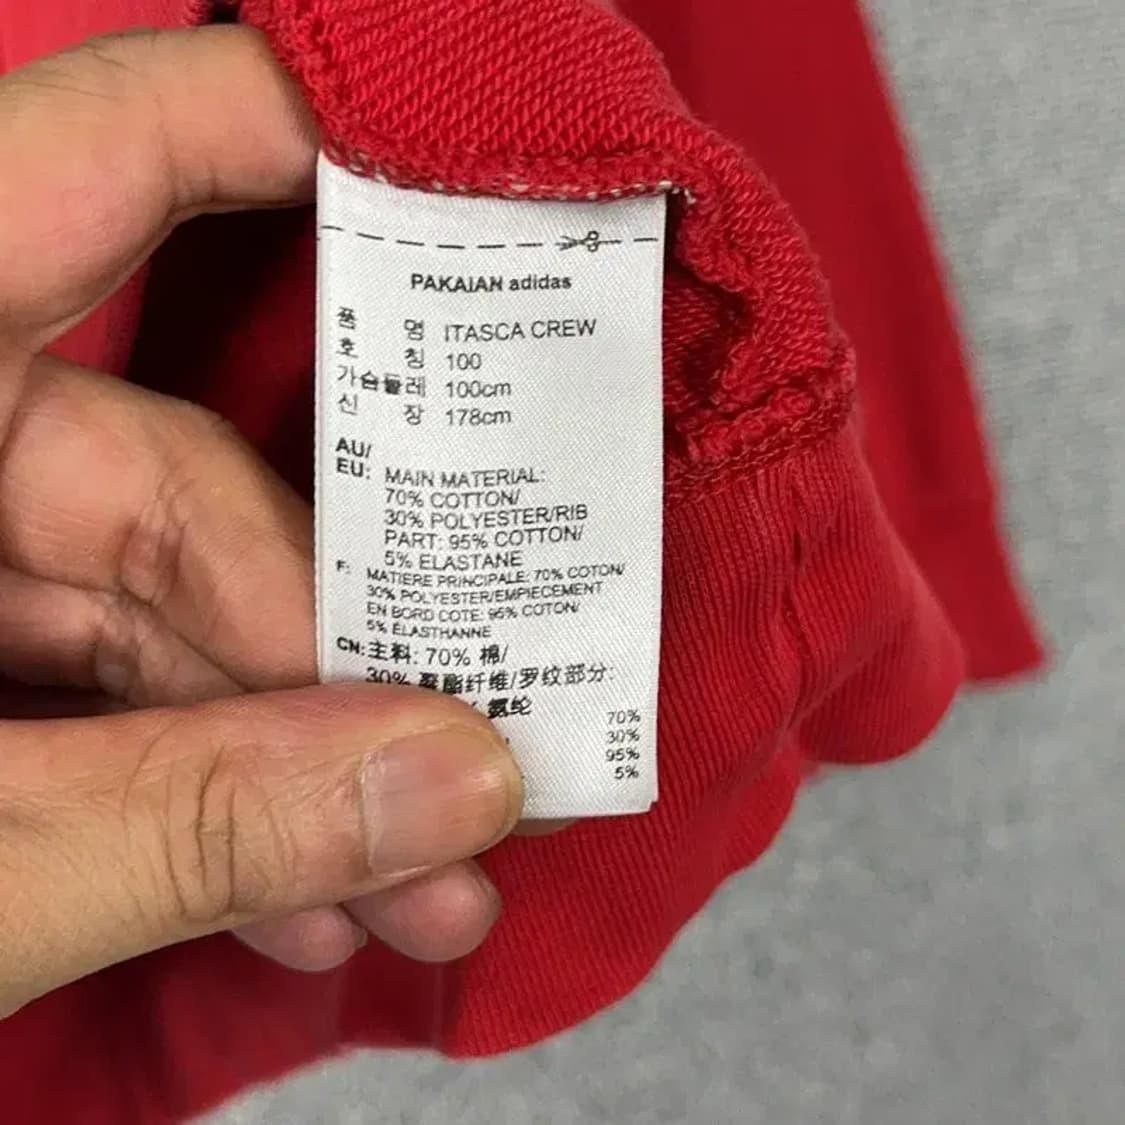 PAKAIAN adidas
품 명 ITASCA CREW
호 칭 100
가슴둘레 100cm
신 장 178cm
AU/
EU: MAIN MATERIAL:
70% COTTON/
30% POLYESTER/RIB
PART: 95% COTTON/
5% ELASTANE
F: MATIERE PRINCIPALE: 70% COTON/
30% POLYESTER/EMPIECEMENT
EN BORD COTE: 95% COTON/
5% ÉLASTHANNE
CN:主料: 70% 棉/
30% 聚酯纤维/罗纹部分:
氨纶
70%
30%
95%
5%